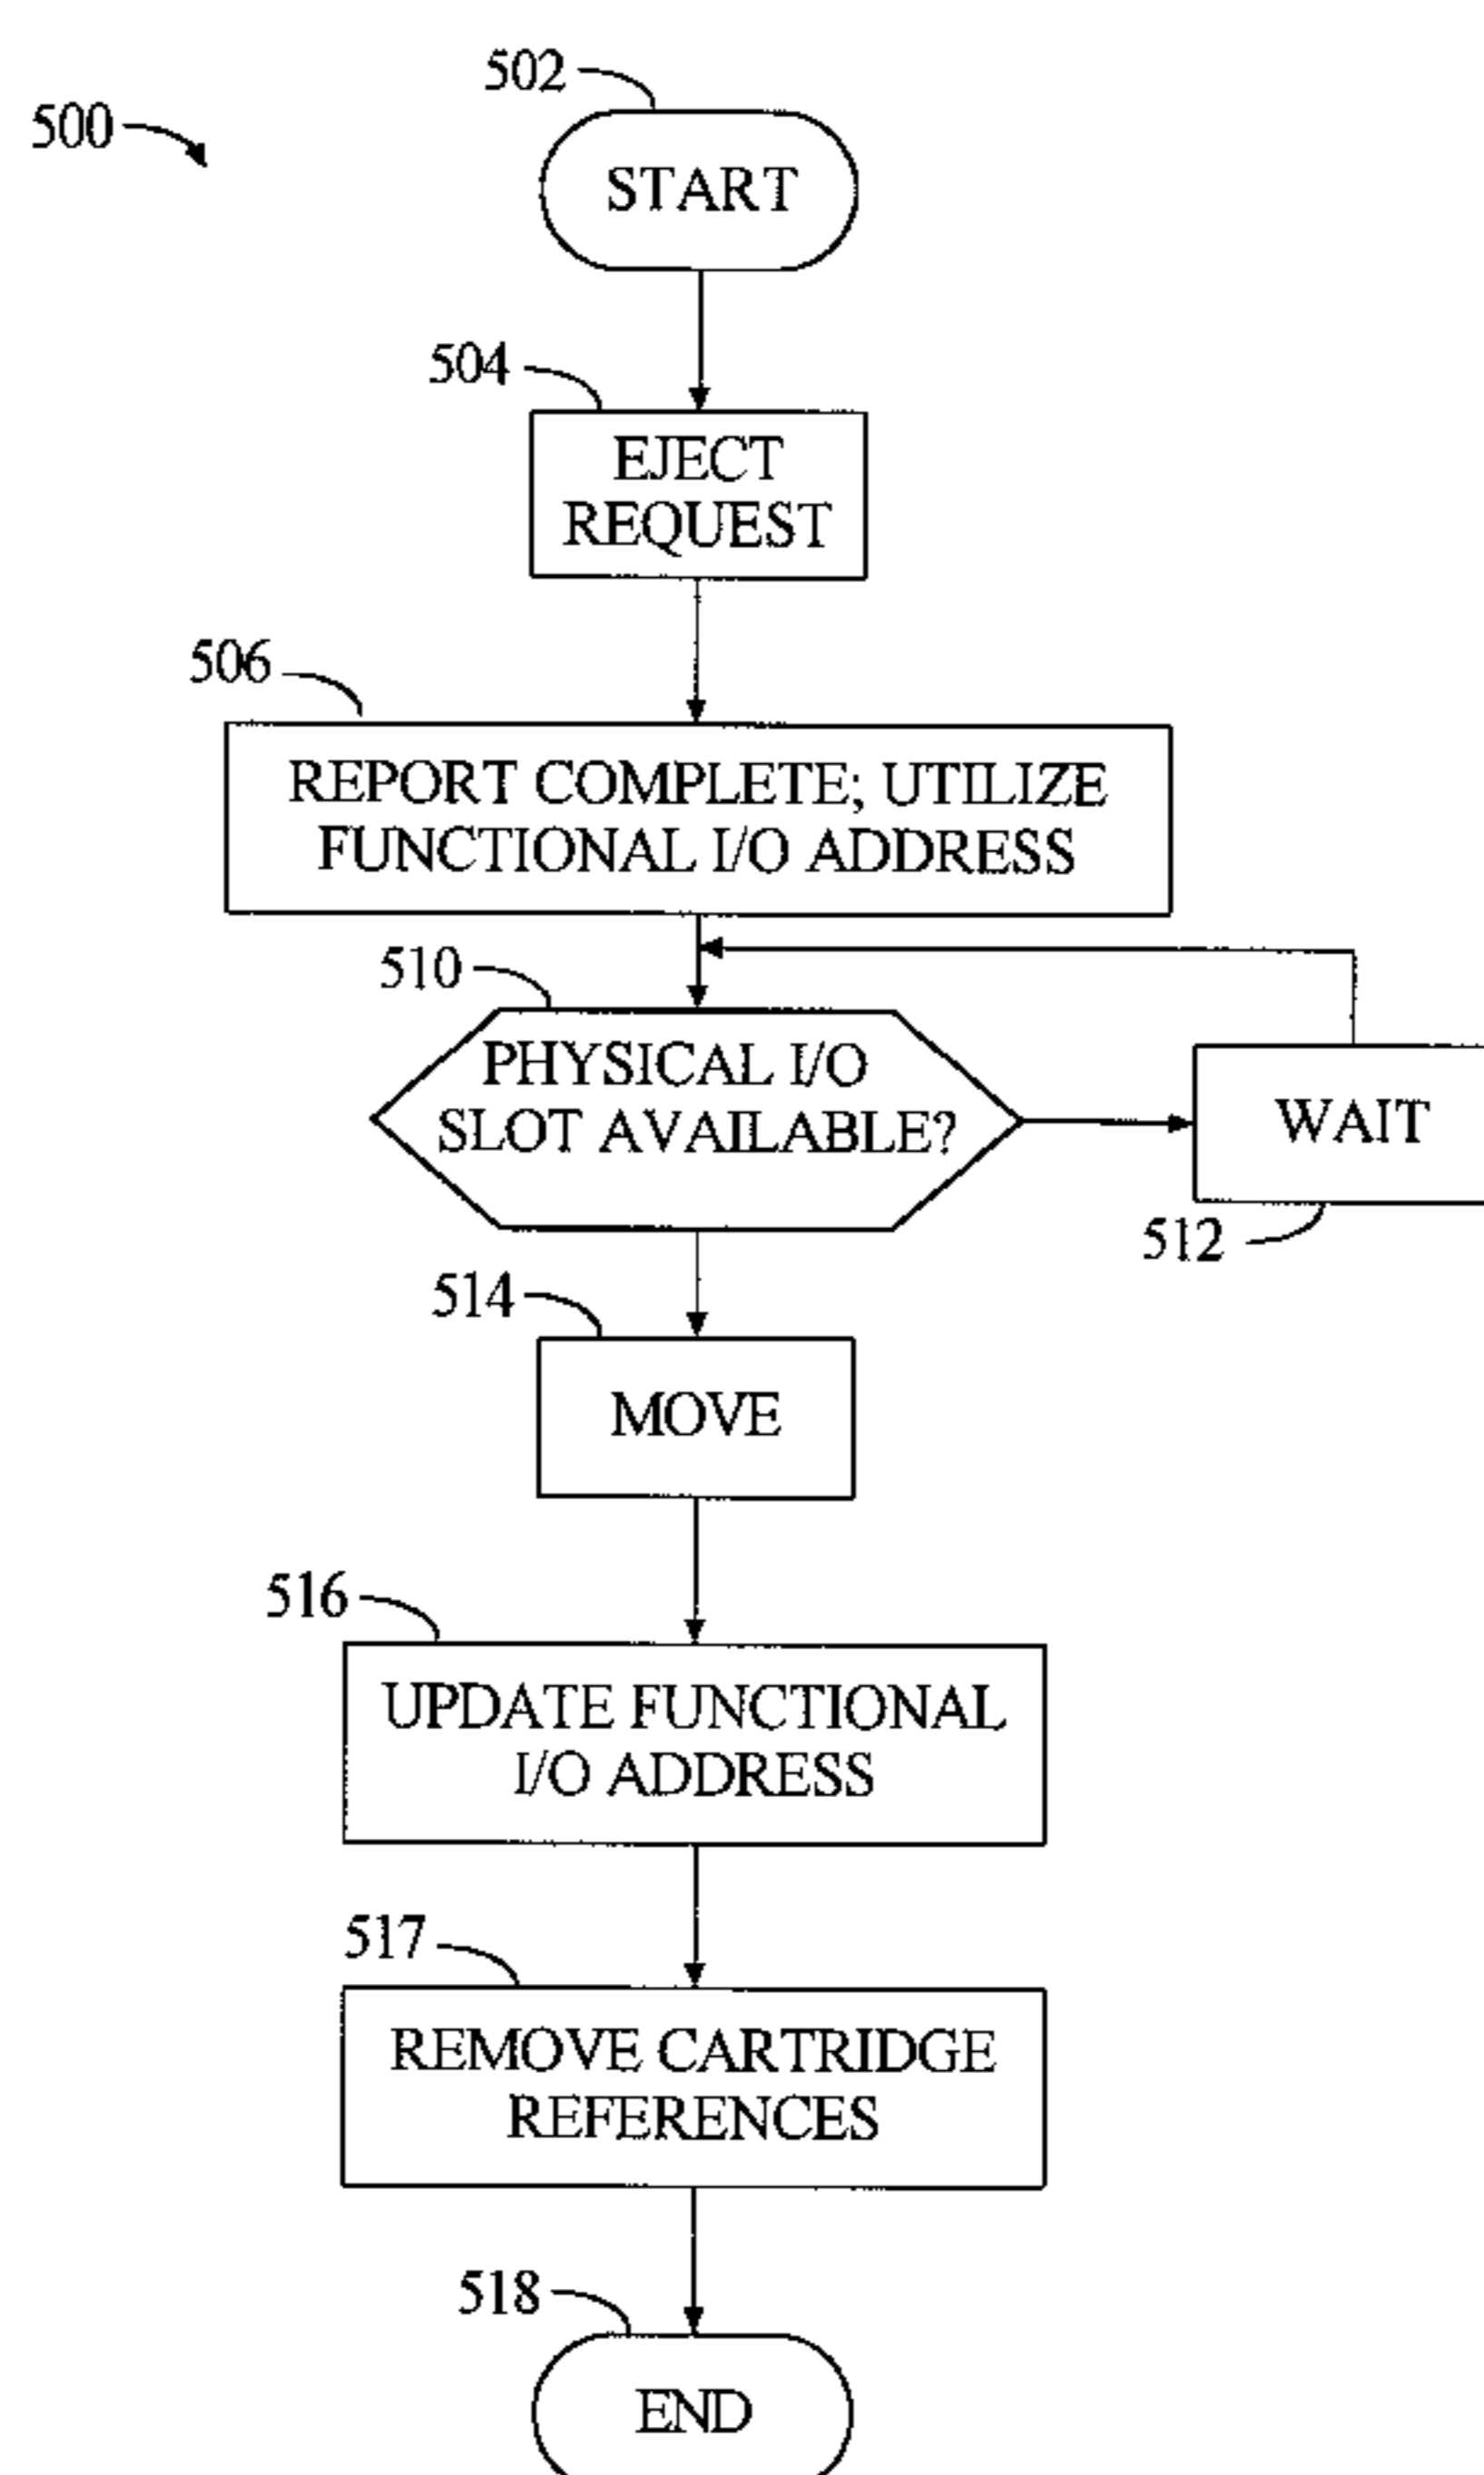 502
500
START
504
EJECT
REQUEST
506
REPORT COMPLETE; UTILIZE
FUNCTIONAL I/O ADDRESS
510
PHYSICAL I/O
SLOT AVAILABLE?
WAIT
512
514
MOVE
516
UPDATE FUNCTIONAL
I/O ADDRESS
517
REMOVE CARTRIDGE
REFERENCES
518
END